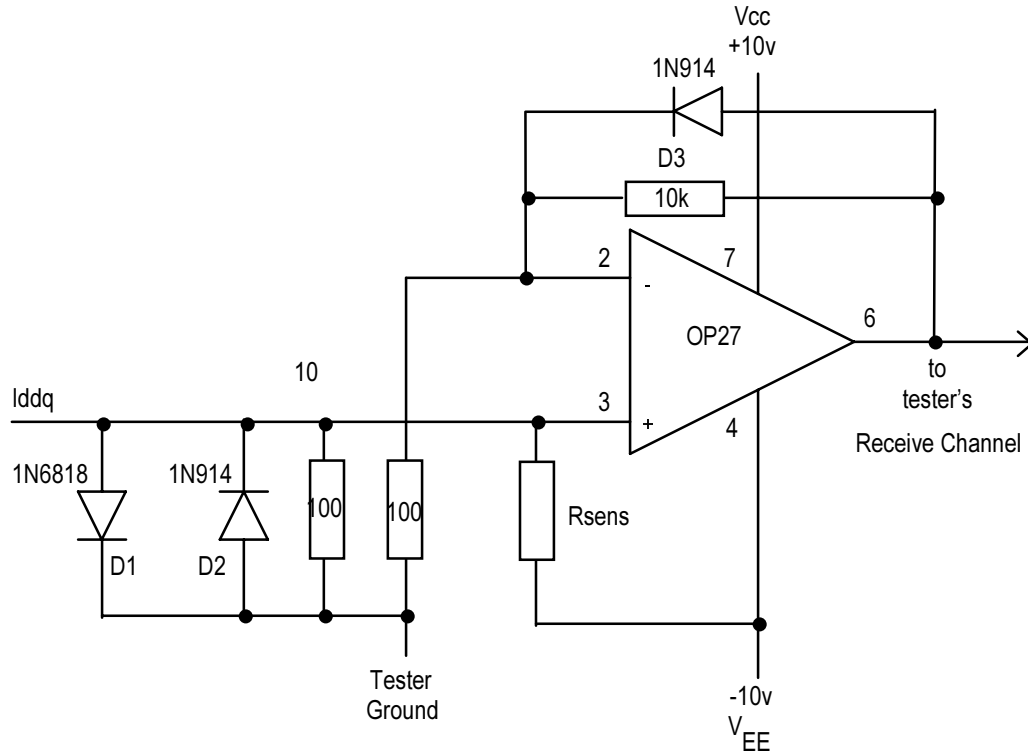 Vcc
+10v
1N914
D3
10k
2
7
-
OP27
6
10
to
tester's
Receive Channel
Iddq
3
+
4
1N6818
1N914
100
100
Rsens
D1
D2
Tester
Ground
-10v
VEE